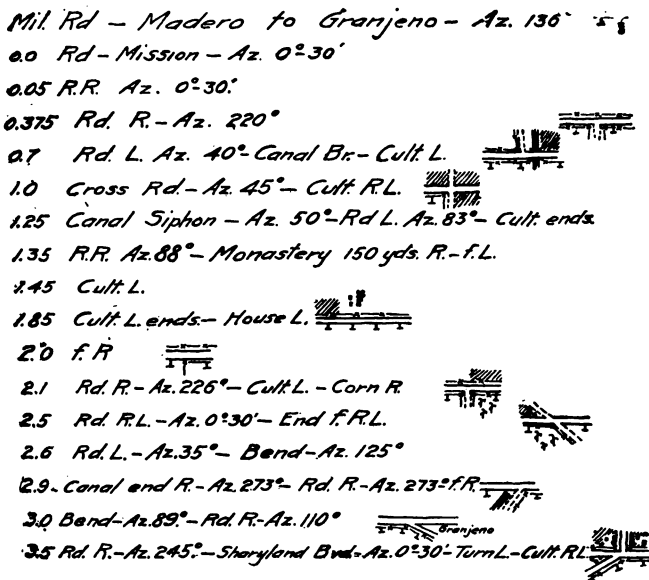 Mil. Rd – Madero to Granjeno – Az. 136°
0.0 Rd – Mission – Az. 0°30'
0.05 R.R. Az. 0°30'
0.375 Rd. R. – Az. 220°
0.7 Rd. L. Az. 40° – Canal Br. – Cult. L.
1.0 Cross Rd. – Az. 45° – Cult. R.L.
1.25 Canal Siphon – Az. 50° – Rd L. Az. 83° – Cult. ends.
1.35 R.R. Az. 88° – Monastery 150 yds. R. – f. L.
1.45 Cult. L.
1.85 Cult. L. ends. – House L.
2.0 f. R
2.1 Rd. R. – Az. 226° – Cult. L. – Corn R
2.5 Rd. R.L. – Az. 0°30' – End f. R.L.
2.6 Rd. L. – Az. 35° – Bend – Az. 125°
2.9 – Canal end R. – Az. 273° – Rd. R. – Az. 273° f. R.
3.0 Bend – Az. 89° – Rd. R. – Az. 110° Granjeno
3.5 Rd. R. – Az. 245° – Sharyland Bvd – Az. 0°30' – Turn L. – Cult. R.L.